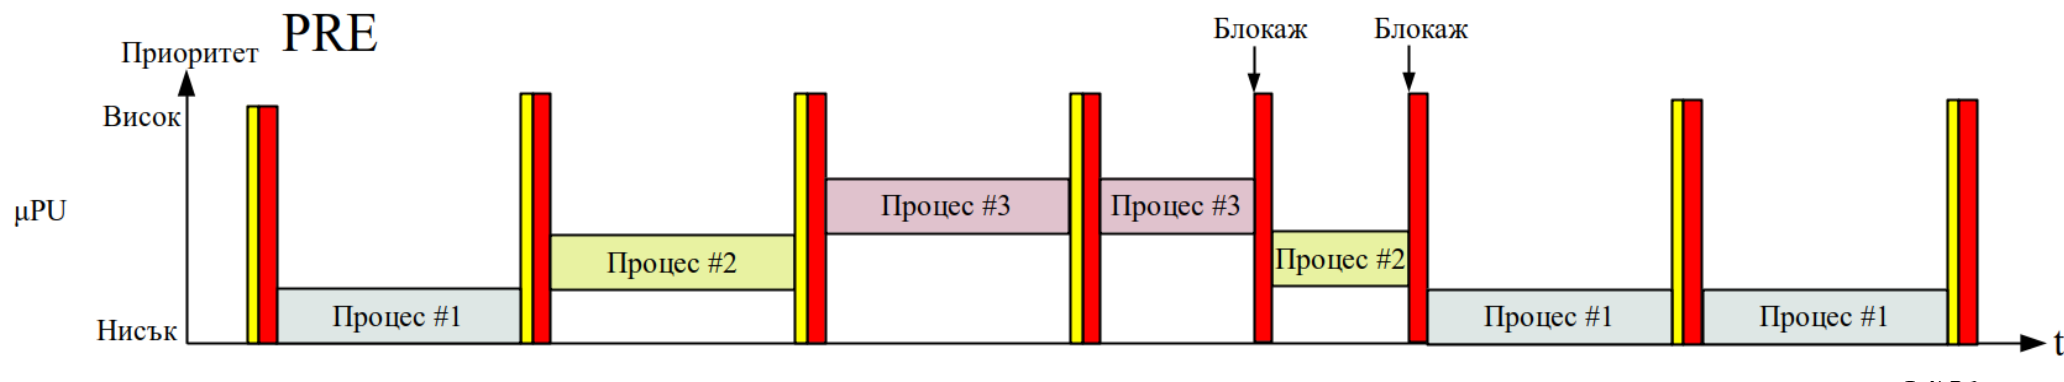 PRE
Приоритет
Блокаж
Блокаж
Висок
μPU
Нисък
Процес #1
Процес #2
Процес #3
Процес #3
Процес #2
Процес #1
Процес #1
t